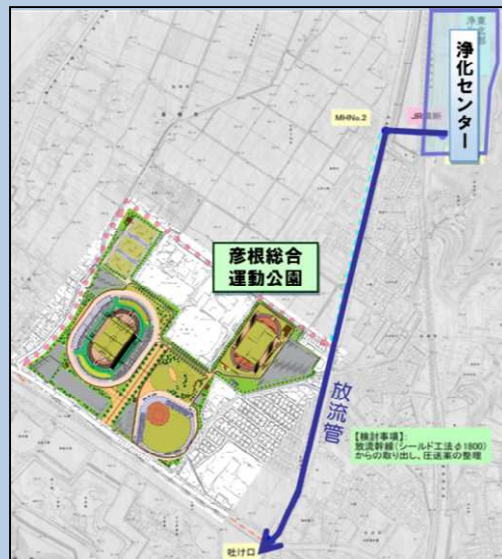 浄化センター
MHNo.2
彦根総合
運動公園
放流管
【検討事項】
放流幹線(シールド工法φ1800)
からの取り出し、圧送案の整理
吐け口